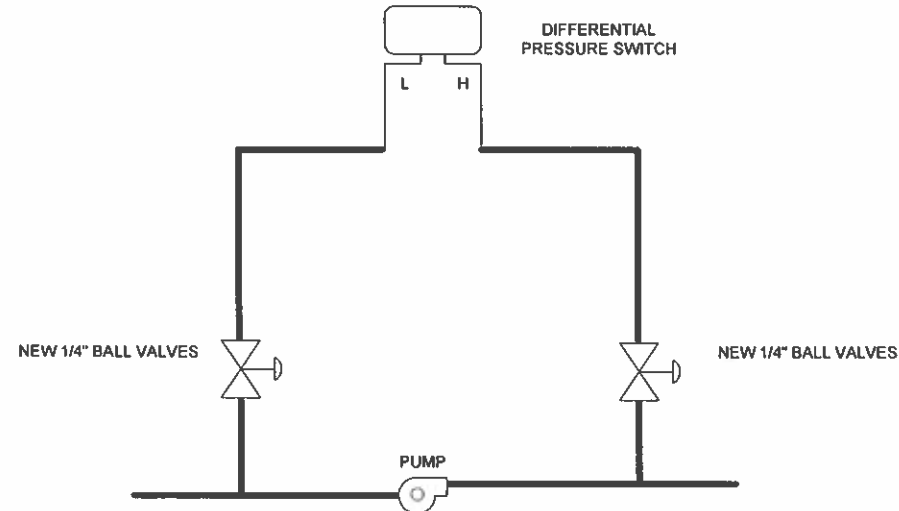 DIFFERENTIAL
PRESSURE SWITCH
L H
NEW 1/4" BALL VALVES
NEW 1/4" BALL VALVES
PUMP